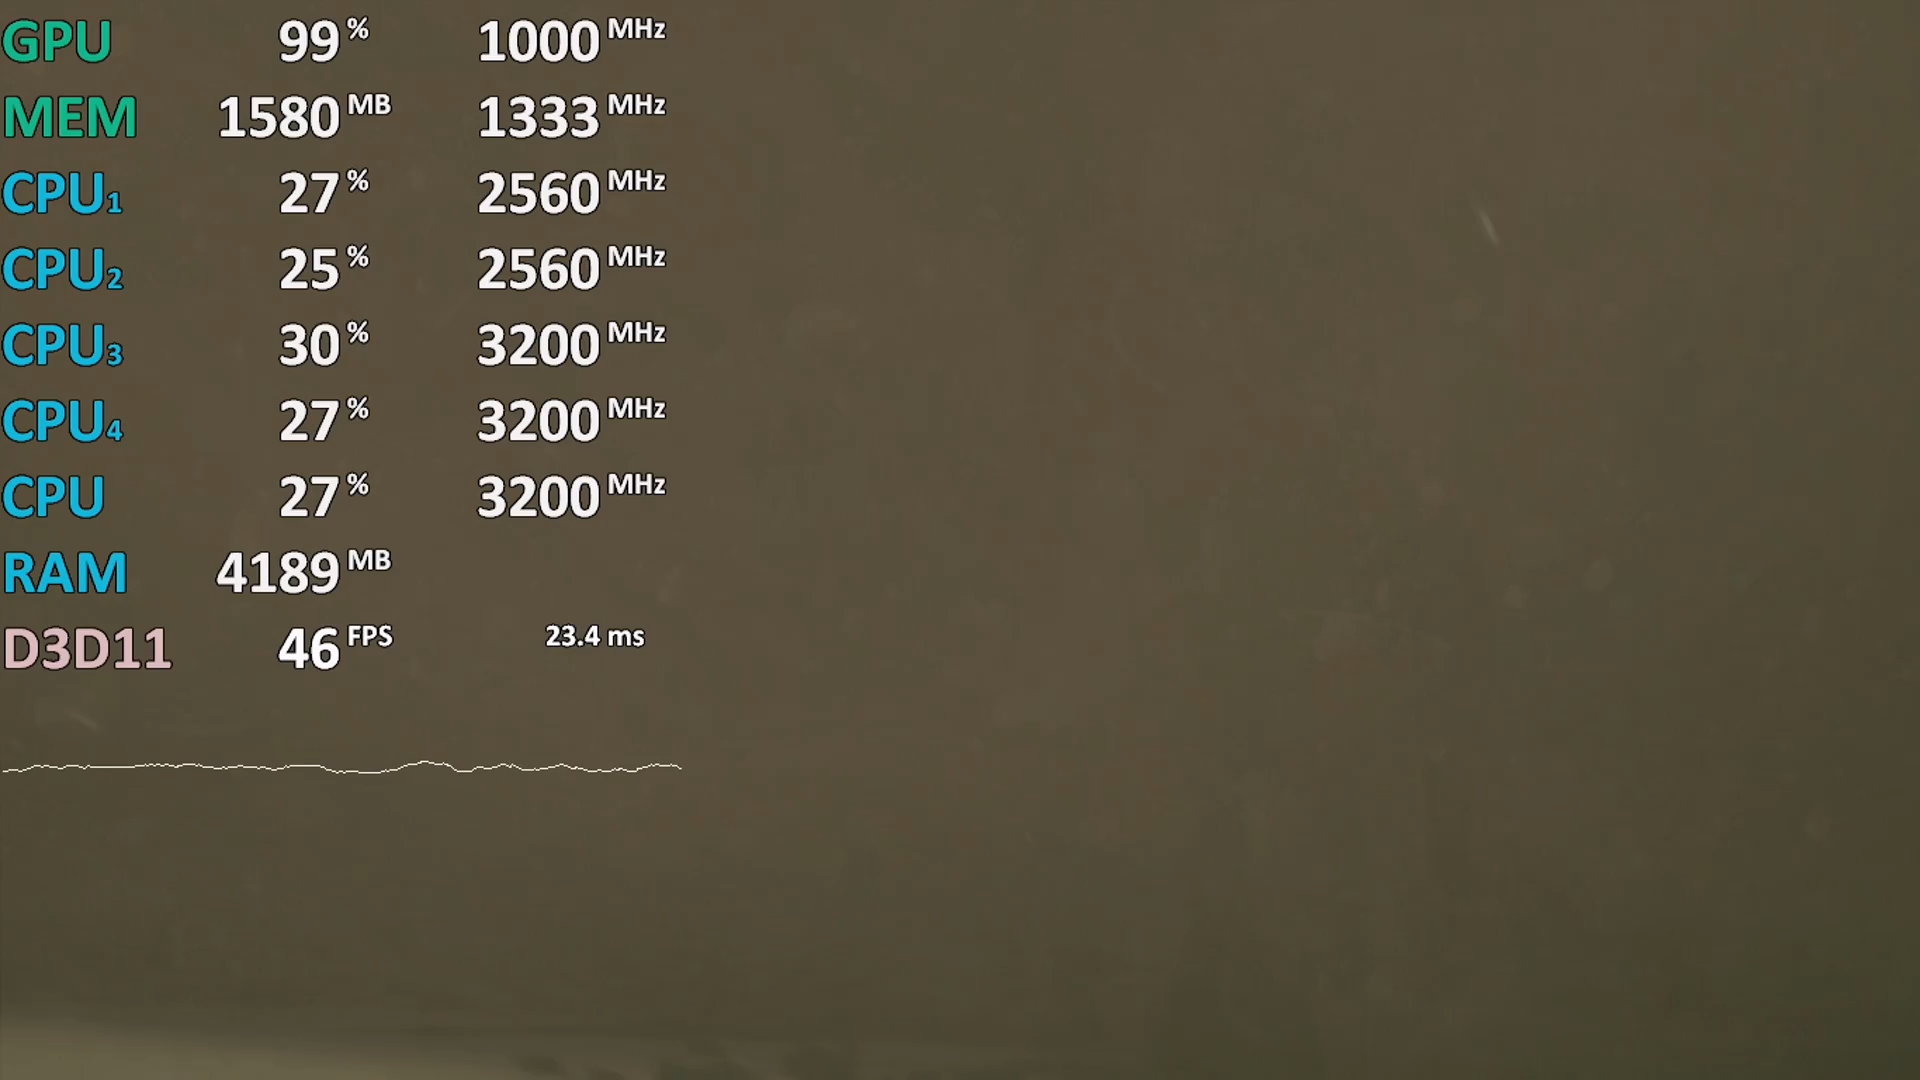 GPU 99 % 1000 MHz
MEM 1580 MB 1333 MHz
CPU1 27 % 2560 MHz
CPU2 25 % 2560 MHz
CPU3 30 % 3200 MHz
CPU4 27 % 3200 MHz
CPU 27 % 3200 MHz
RAM 4189 MB
D3D11 46 FPS 23.4 ms